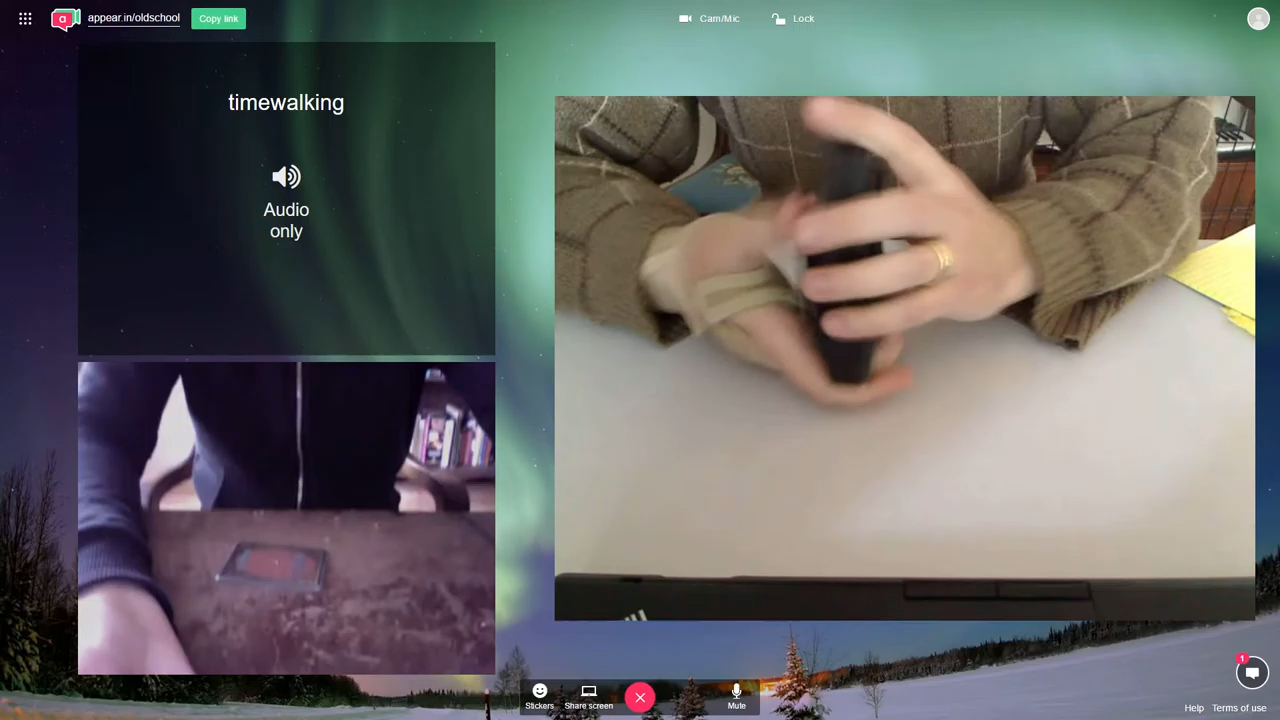 a appear.in/oldschool Copy link Cam/Mic Lock
timewalking
Audio
only
1
Stickers Share screen Mute
Help Terms of use